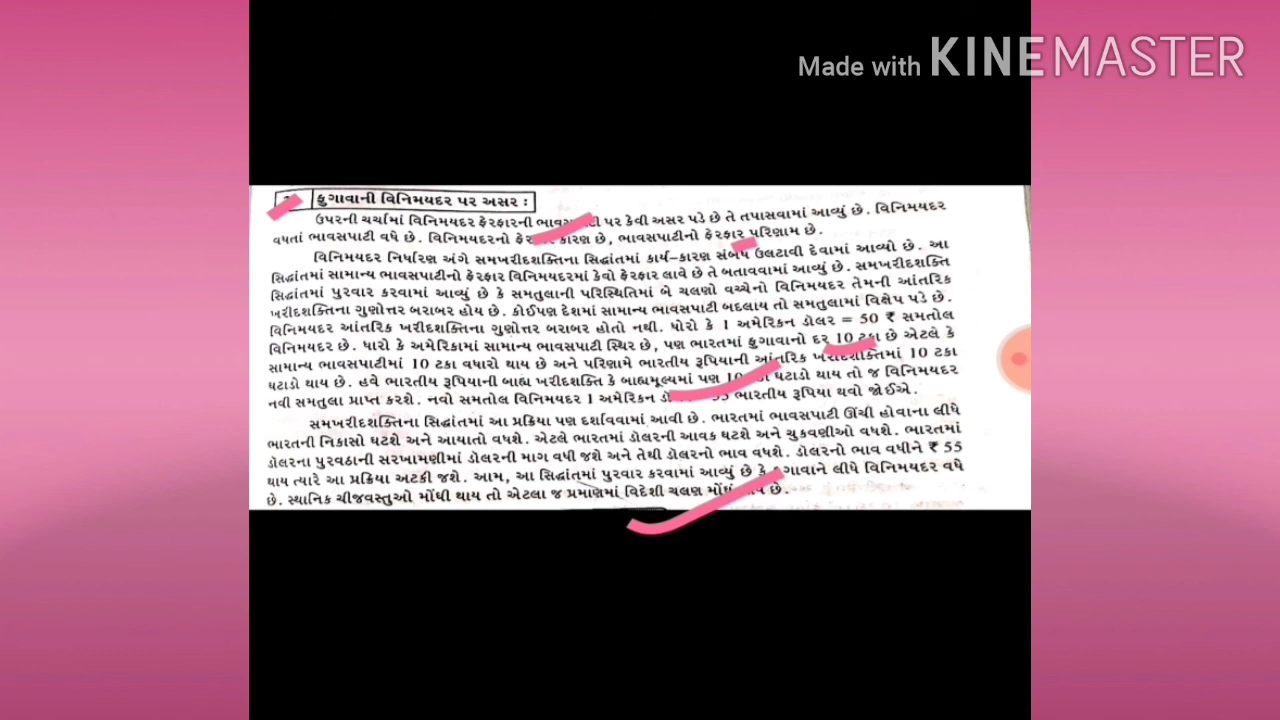 Made with KINEMASTER
ફુગાવાની વિનિમયદર પર અસર :
ઉપરની ચર્ચામાં વિનિમયદર ફેરફારની પર કેવી અસર પડે છે તે તપાસવામાં આવ્યું છે. વિનિમયદર
વધતાં ભાવસપાટી વધે છે. વિનિમયદરનો કારણ છે, ભાવસપાટીનો ફેરફાર પરિણામ છે.
વિનિમયદર નિર્ધારણ અંગે સમખરીદશક્તિના સિદ્ધાંતમાં કાર્ય-કારણ સંબંધ ઉલટાવી દેવામાં આવ્યો છે. આ
સિદ્ધાંતમાં સામાન્ય ભાવસપાટીનો ફેરફાર વિનિમયદરમાં કેવો ફેરફાર લાવે છે તે બતાવવામાં આવ્યું છે. સમખરીદશક્તિ
સિદ્ધાંતમાં પુરવાર કરવામાં આવ્યું છે કે સમતુલાની પરિસ્થિતિમાં બે ચલણો વચ્ચેનો વિનિમયદર તેમની આંતરિક
ખરીદશક્તિના ગુણોત્તર બરાબર હોય છે. કોઈપણ દેશમાં સામાન્ય ભાવસપાટી બદલાય તો સમતુલામાં વિક્ષેપ પડે છે.
વિનિમયદર આંતરિક ખરીદશક્તિના ગુણોત્તર બરાબર હોતો નથી. ધોરો કે 1 અમેરિકન ડૉલર = 50 ₹ સમતોલ
વિનિમયદર છે. ધારો કે અમેરિકામાં સામાન્ય ભાવસપાટી સ્થિર છે, પણ ભારતમાં ફુગાવાનો દર 10 ટકા છે એટલે કે
સામાન્ય ભાવસપાટીમાં 10 ટકા વધારો થાય છે અને પરિણામે ભારતીય રૂપિયાની આંતરિક ખરીદશક્તિમાં 10 ટકા
ઘટાડો થાય છે. હવે ભારતીય રૂપિયાની બાહ્ય ખરીદશક્તિ કે બાહ્યમૂલ્યમાં પણ ઘટાડો થાય તો જ વિનિમયદર
નવી સમતુલા પ્રાપ્ત કરશે. નવો સમતોલ વિનિમયદર 1 અમેરિકન ભારતીય રૂપિયા થવો જોઈએ.
સમખરીદશક્તિના સિદ્ધાંતમાં આ પ્રક્રિયા પણ દર્શાવવામાં આવી છે. ભારતમાં ભાવસપાટી ઊંચી હોવાના લીધે
ભારતની નિકાસો ઘટશે અને આયાતો વધશે. એટલે ભારતમાં ડૉલરની આવક ઘટશે અને ચુકવણીઓ વધશે. ભારતમાં
ડૉલરના પુરવઠાની સરખામણીમાં ડૉલરની માગ વધી જશે અને તેથી ડૉલરનો ભાવ વધશે. ડૉલરનો ભાવ વધીને ₹ 55
થાય ત્યારે આ પ્રક્રિયા અટકી જશે. આમ, આ સિદ્ધાંતમાં પુરવાર કરવામાં આવ્યું છે કે ફુગાવાને લીધે વિનિમયદર વધે
છે. સ્થાનિક ચીજવસ્તુઓ મોંઘી થાય તો એટલા જ પ્રમાણમાં વિદેશી ચલણ મોંઘું થાય છે.